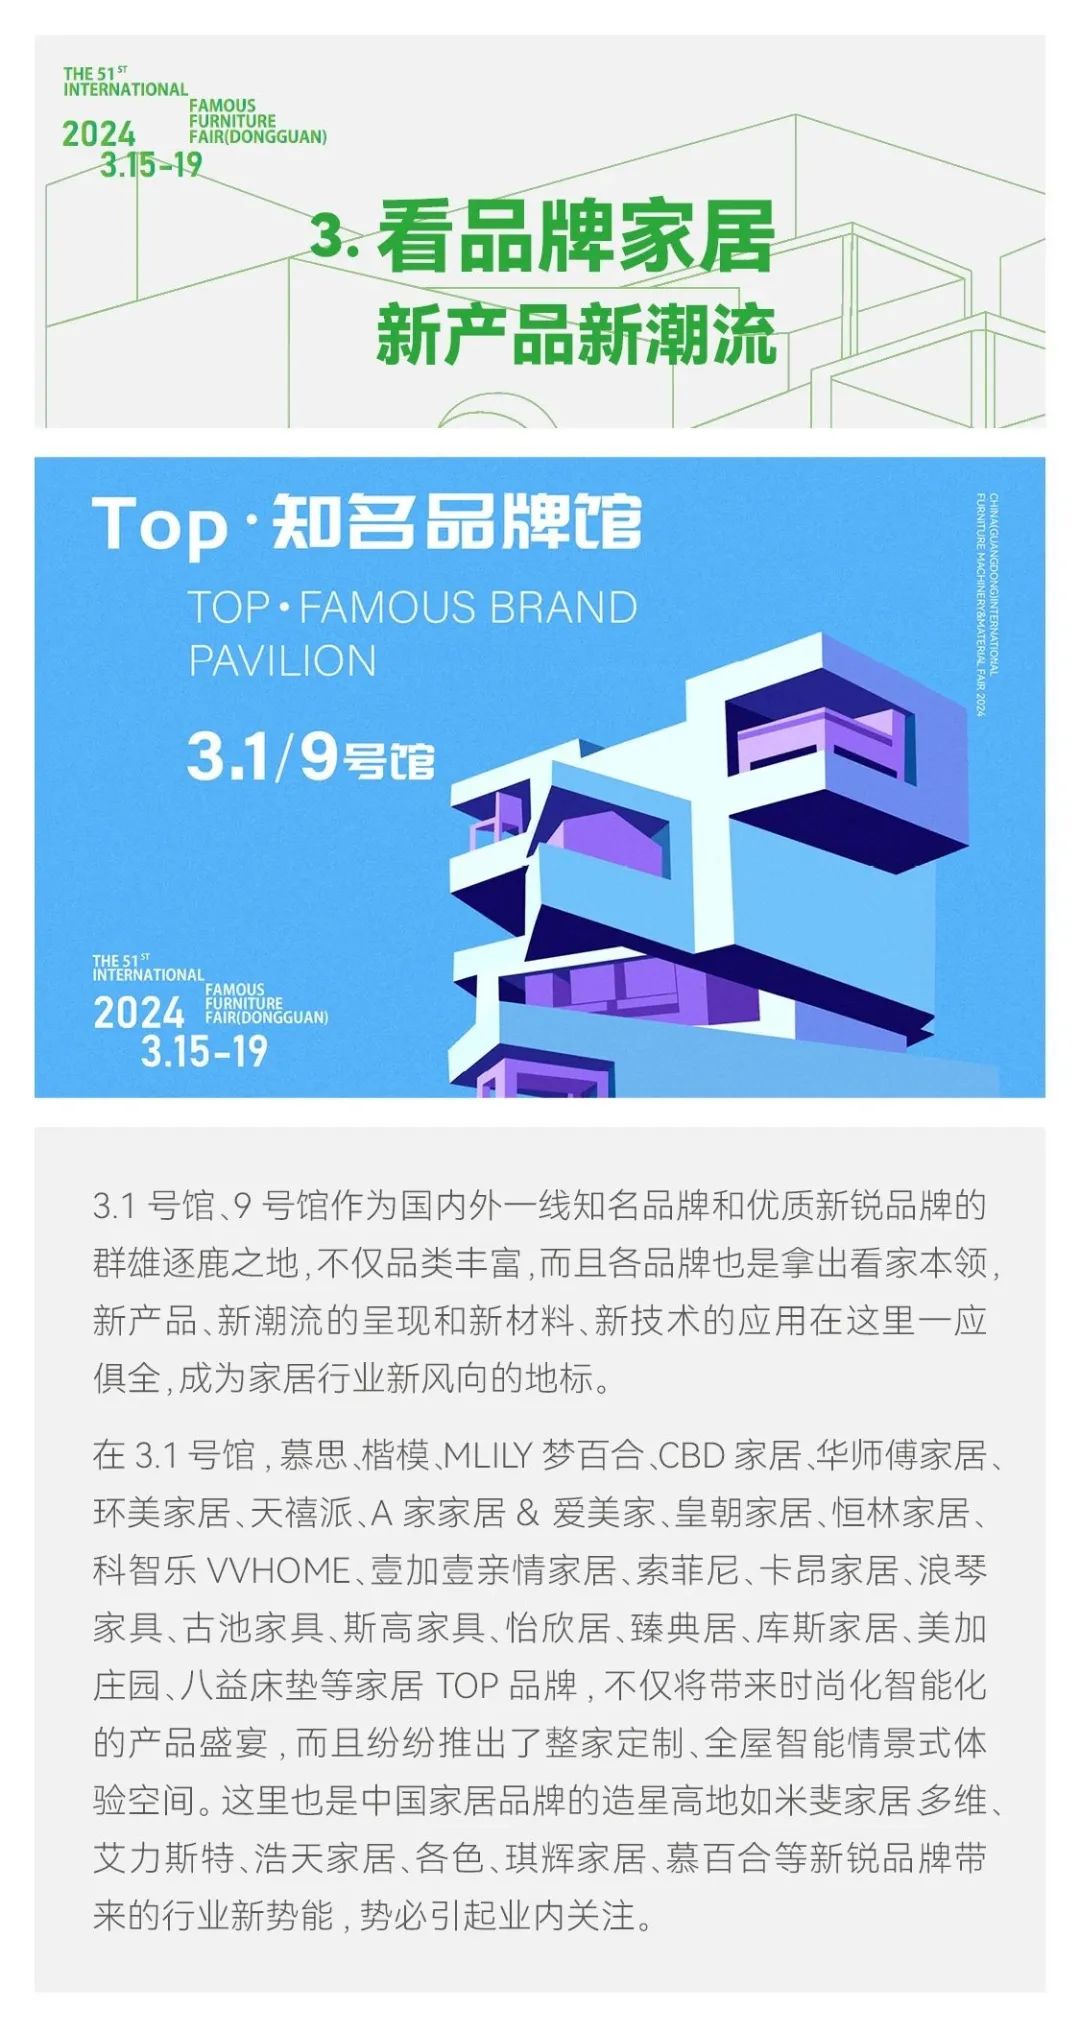 THE 51ST
INTERNATIONAL
FAMOUS
FURNITURE
FAIR(DONGGUAN)
2024
3.15-19
3. 看品牌家居
新产品新潮流
Top·知名品牌馆
TOP•FAMOUS BRAND
PAVILION
3.1/9号馆
CHINA(GUANGDONG)INTERNATIONAL
FURNITURE MACHINERY&MATERIAL FAIR 2024
THE 51ST
INTERNATIONAL
FAMOUS
FURNITURE
FAIR(DONGGUAN)
2024
3.15-19
3.1 号馆、9 号馆作为国内外一线知名品牌和优质新锐品牌的
群雄逐鹿之地,不仅品类丰富,而且各品牌也是拿出看家本领,
新产品、新潮流的呈现和新材料、新技术的应用在这里一应
俱全,成为家居行业新风向的地标。
在 3.1 号馆,慕思、楷模、MLILY 梦百合、CBD 家居、华师傅家居、
环美家居、天禧派、A 家家居 & 爱美家、皇朝家居、恒林家居、
科智乐 VVHOME、壹加壹亲情家居、索菲尼、卡昂家居、浪琴
家具、古池家具、斯高家具、怡欣居、臻典居、库斯家居、美加
庄园、八益床垫等家居 TOP 品牌,不仅将带来时尚化智能化
的产品盛宴,而且纷纷推出了整家定制、全屋智能情景式体
验空间。这里也是中国家居品牌的造星高地如米斐家居、多维、
艾力斯特、浩天家居、各色、琪辉家居、慕百合等新锐品牌带
来的行业新势能,势必引起业内关注。